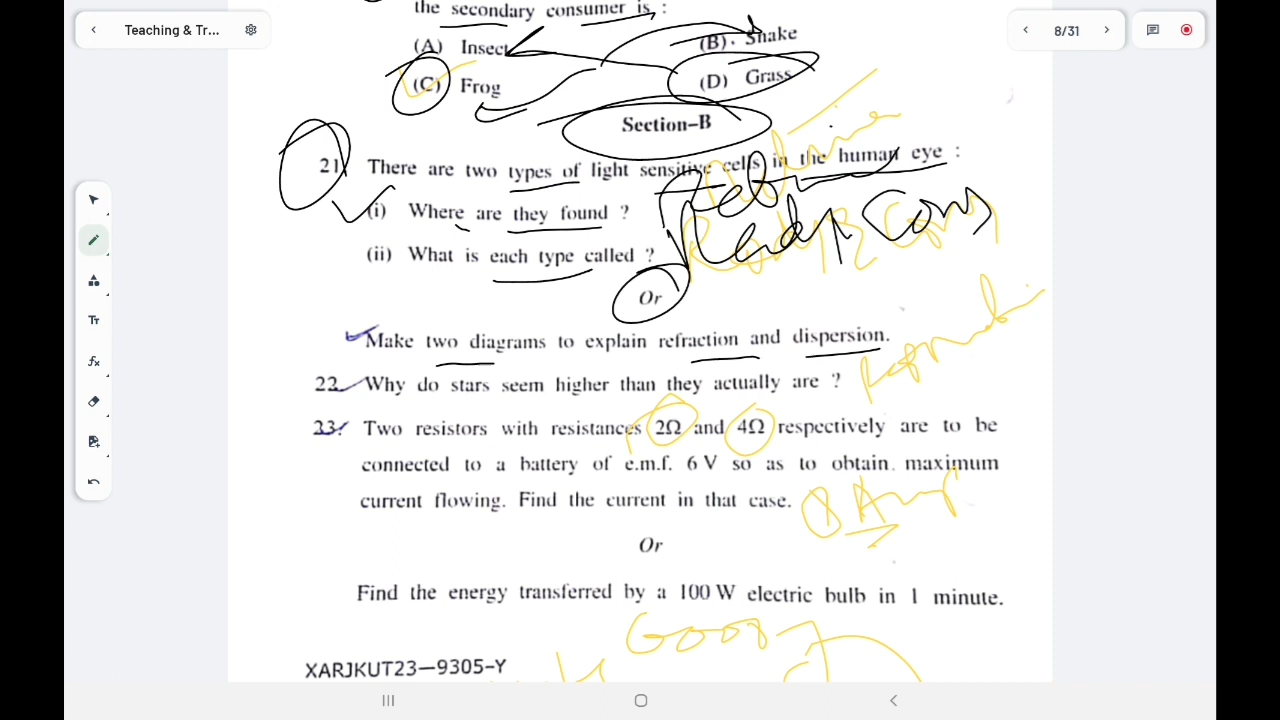 the secondary consumer is :
Teaching & Tr...
8/31
(A) Insect
(B) Snake
(C) Frog
(D) Grass
Section–B
21. There are two types of light sensitive cells in the human eye :
(i) Where are they found ?
(ii) What is each type called ?
Or
Make two diagrams to explain refraction and dispersion.
22. Why do stars seem higher than they actually are ?
23. Two resistors with resistances 2Ω and 4Ω respectively are to be
connected to a battery of e.m.f. 6 V so as to obtain maximum
current flowing. Find the current in that case.
Or
Find the energy transferred by a 100 W electric bulb in 1 minute.
XARJKUT23—9305–Y
TT
fx